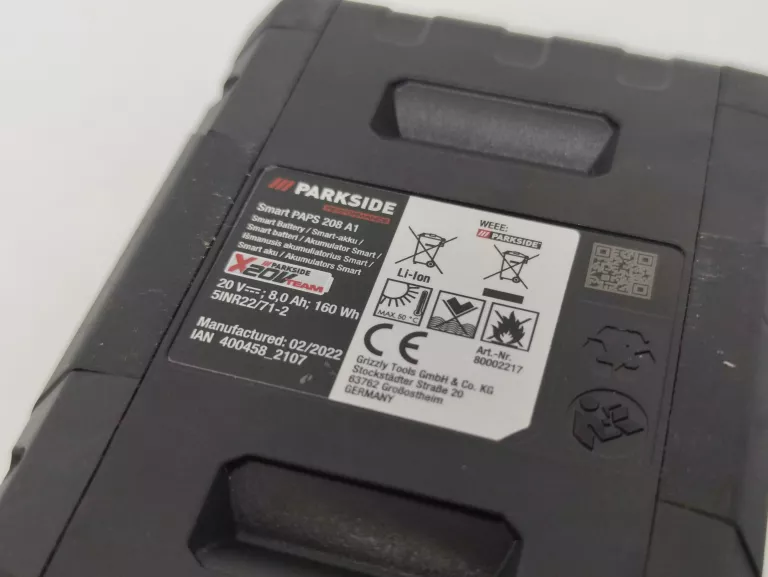 PARKSIDE
PERFORMANCE
Smart PAPS 208 A1
Smart Battery / Smart-akku /
Smart batteri / Akumulator Smart /
Išmanusis akumuliatorius Smart /
Smart aku / Akumulators Smart
X20V PARKSIDE TEAM
20 V⎓; 8,0 Ah; 160 Wh
5INR22/71-2
Manufactured: 02/2022
IAN 400458_2107
WEEE:
PARKSIDE
Li-Ion
MAX. 50 °C
CE
Art.-Nr.
80002217
Grizzly Tools GmbH & Co. KG
Stockstädter Straße 20
63762 Großostheim
GERMANY